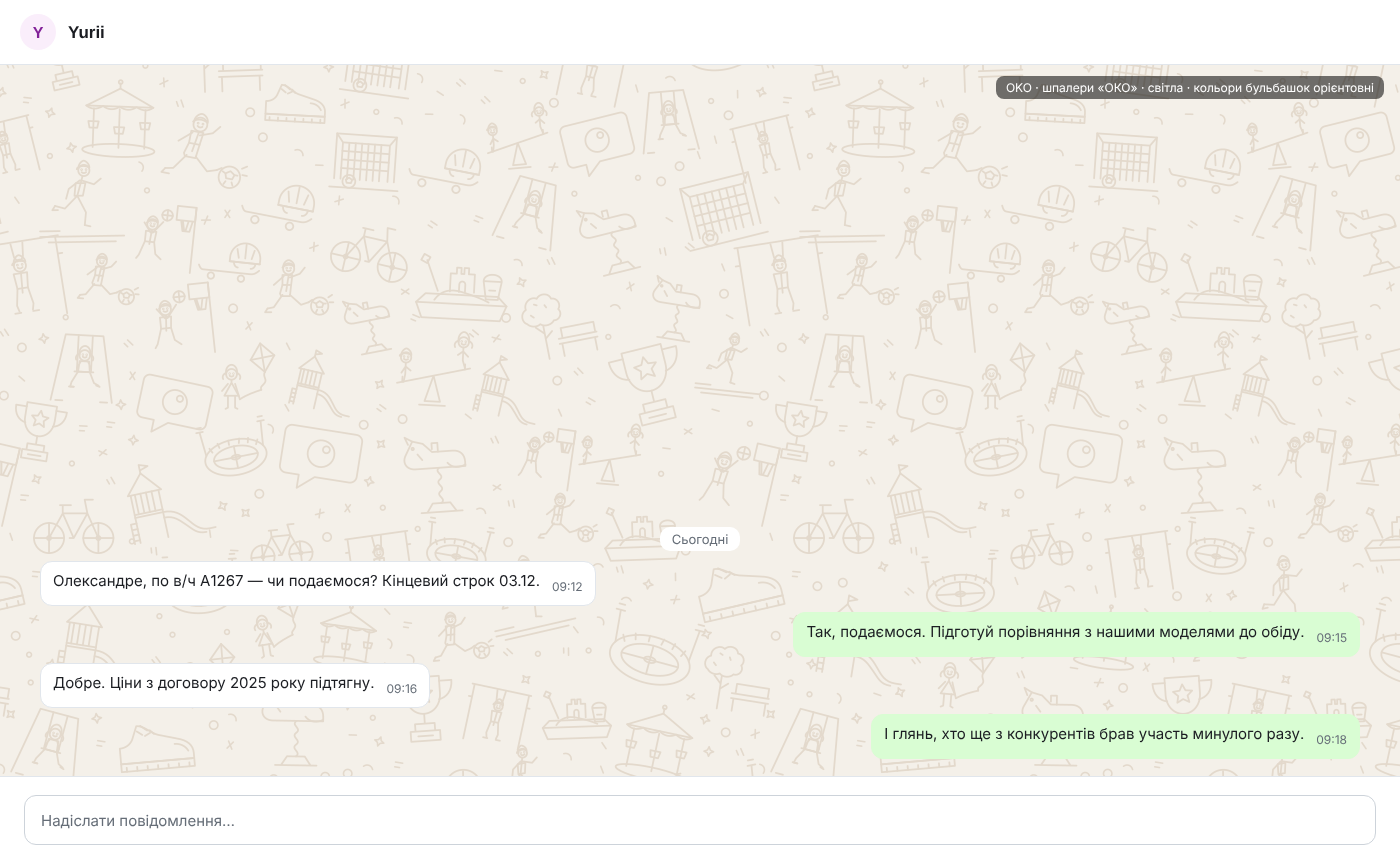 Y
Yurii
ОКО · шпалери «ОКО» · світла · кольори бульбашок орієнтовні
Сьогодні
Олександре, по в/ч А1267 — чи подаємося? Кінцевий строк 03.12. 09:12
Так, подаємося. Підготуй порівняння з нашими моделями до обіду. 09:15
Добре. Ціни з договору 2025 року підтягну. 09:16
І глянь, хто ще з конкурентів брав участь минулого разу. 09:18
Надіслати повідомлення...